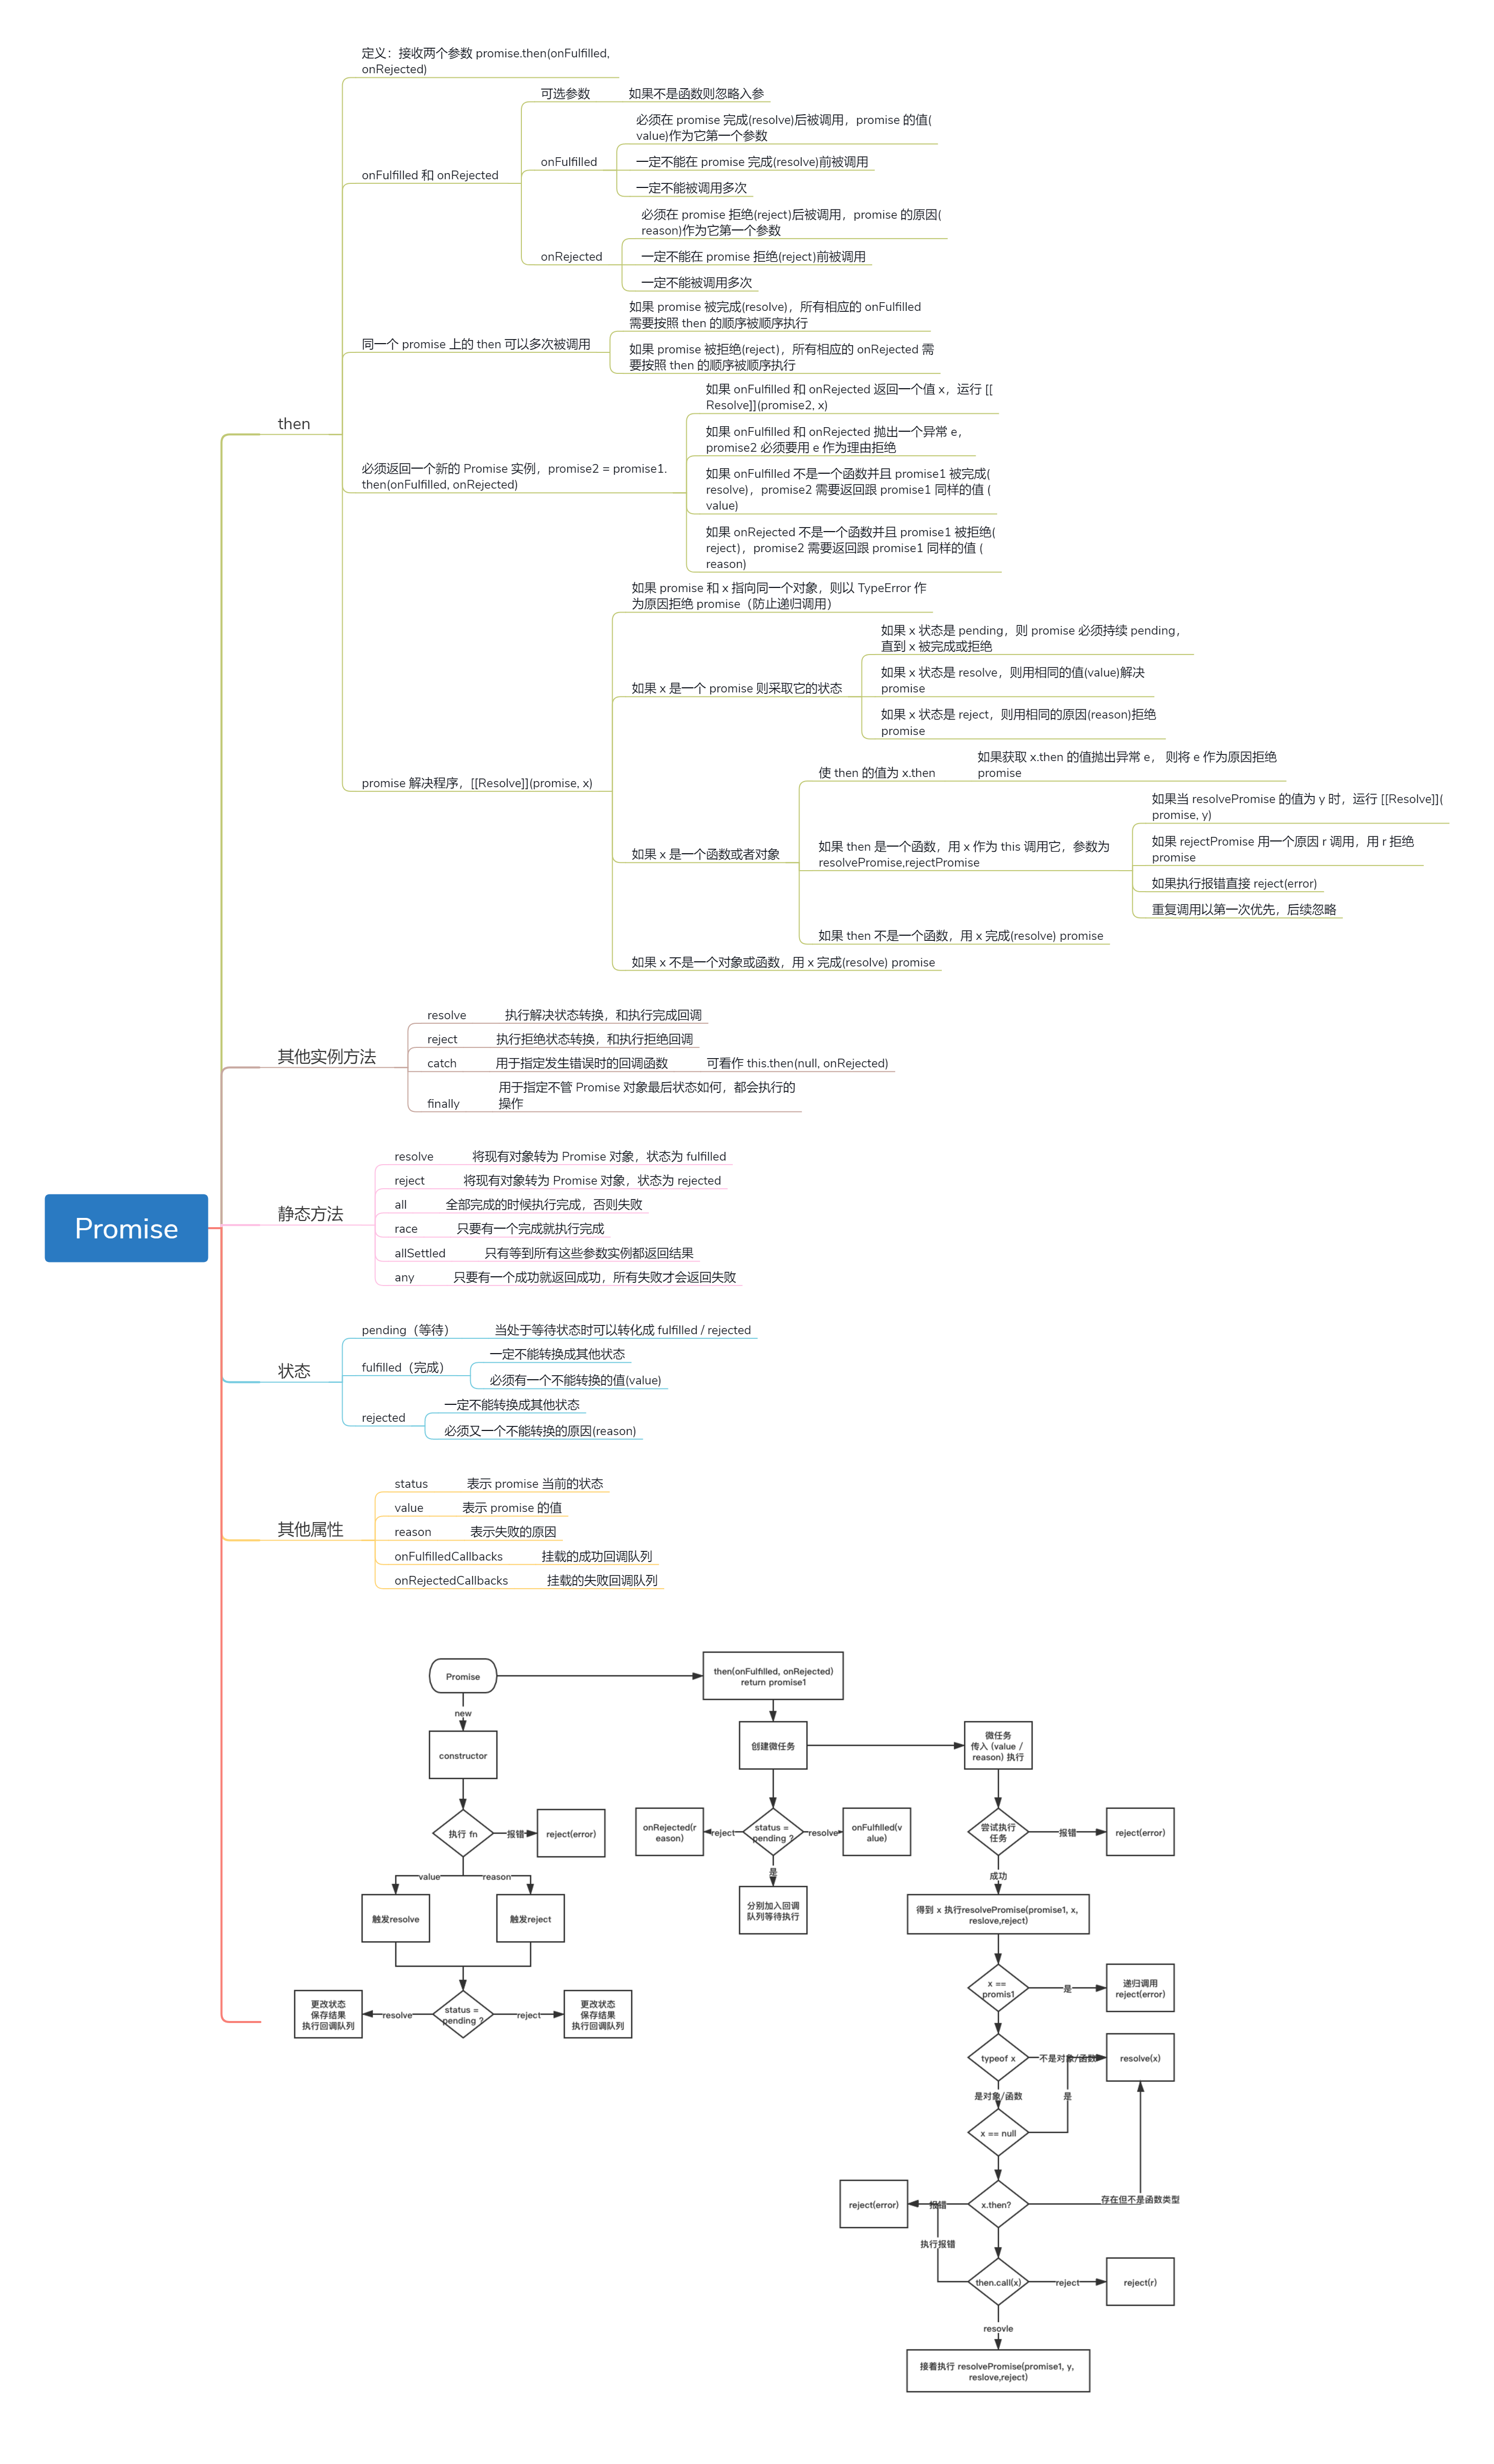 定义：接收两个参数 promise.then(onFulfilled,
onRejected)
可选参数
如果不是函数则忽略入参
onFulfilled 和 onRejected
onFulfilled
必须在 promise 完成(resolve)后被调用，promise 的值(
value)作为它第一个参数
一定不能在 promise 完成(resolve)前被调用
一定不能被调用多次
onRejected
必须在 promise 拒绝(reject)后被调用，promise 的原因(
reason)作为它第一个参数
一定不能在 promise 拒绝(reject)前被调用
一定不能被调用多次
同一个 promise 上的 then 可以多次被调用
如果 promise 被完成(resolve)，所有相应的 onFulfilled
需要按照 then 的顺序被顺序执行
如果 promise 被拒绝(reject)，所有相应的 onRejected 需
要按照 then 的顺序被顺序执行
then
必须返回一个新的 Promise 实例，promise2 = promise1.
then(onFulfilled, onRejected)
如果 onFulfilled 和 onRejected 返回一个值 x，运行 [[
Resolve]](promise2, x)
如果 onFulfilled 和 onRejected 抛出一个异常 e，
promise2 必须要用 e 作为理由拒绝
如果 onFulfilled 不是一个函数并且 promise1 被完成(
resolve)，promise2 需要返回跟 promise1 同样的值 (
value)
如果 onRejected 不是一个函数并且 promise1 被拒绝(
reject)，promise2 需要返回跟 promise1 同样的值 (
reason)
promise 解决程序，[[Resolve]](promise, x)
如果 promise 和 x 指向同一个对象，则以 TypeError 作
为原因拒绝 promise（防止递归调用）
如果 x 是一个 promise 则采取它的状态
如果 x 状态是 pending，则 promise 必须持续 pending，
直到 x 被完成或拒绝
如果 x 状态是 resolve，则用相同的值(value)解决
promise
如果 x 状态是 reject，则用相同的原因(reason)拒绝
promise
如果 x 是一个函数或者对象
使 then 的值为 x.then
如果获取 x.then 的值抛出异常 e， 则将 e 作为原因拒绝
promise
如果 then 是一个函数，用 x 作为 this 调用它，参数为
resolvePromise,rejectPromise
如果当 resolvePromise 的值为 y 时，运行 [[Resolve]](
promise, y)
如果 rejectPromise 用一个原因 r 调用，用 r 拒绝
promise
如果执行报错直接 reject(error)
重复调用以第一次优先，后续忽略
如果 then 不是一个函数，用 x 完成(resolve) promise
如果 x 不是一个对象或函数，用 x 完成(resolve) promise
其他实例方法
resolve
执行解决状态转换，和执行完成回调
reject
执行拒绝状态转换，和执行拒绝回调
catch
用于指定发生错误时的回调函数
可看作 this.then(null, onRejected)
finally
用于指定不管 Promise 对象最后状态如何，都会执行的
操作
Promise
静态方法
resolve
将现有对象转为 Promise 对象，状态为 fulfilled
reject
将现有对象转为 Promise 对象，状态为 rejected
all
全部完成的时候执行完成，否则失败
race
只要有一个完成就执行完成
allSettled
只有等到所有这些参数实例都返回结果
any
只要有一个成功就返回成功，所有失败才会返回失败
状态
pending（等待）
当处于等待状态时可以转化成 fulfilled / rejected
fulfilled（完成）
一定不能转换成其他状态
必须有一个不能转换的值(value)
rejected
一定不能转换成其他状态
必须又一个不能转换的原因(reason)
其他属性
status
表示 promise 当前的状态
value
表示 promise 的值
reason
表示失败的原因
onFulfilledCallbacks
挂载的成功回调队列
onRejectedCallbacks
挂载的失败回调队列
Promise
new
constructor
执行 fn
报错
reject(error)
value
reason
触发resolve
触发reject
status =
pending ?
resolve
更改状态
保存结果
执行回调队列
reject
更改状态
保存结果
执行回调队列
then(onFulfilled, onRejected)
return promise1
创建微任务
status =
pending ?
reject
onRejected(r
eason)
resolve
onFulfilled(v
alue)
是
分别加入回调
队列等待执行
微任务
传入 (value /
reason) 执行
尝试执行
任务
报错
reject(error)
成功
得到 x 执行resolvePromise(promise1, x,
reslove,reject)
x ==
promis1
是
递归调用
reject(error)
typeof x
不是对象/函数
resolve(x)
是对象/函数
是
x == null
x.then?
存在但不是函数类型
报错
reject(error)
执行报错
then.call(x)
reject
reject(r)
resovle
接着执行 resolvePromise(promise1, y,
reslove,reject)